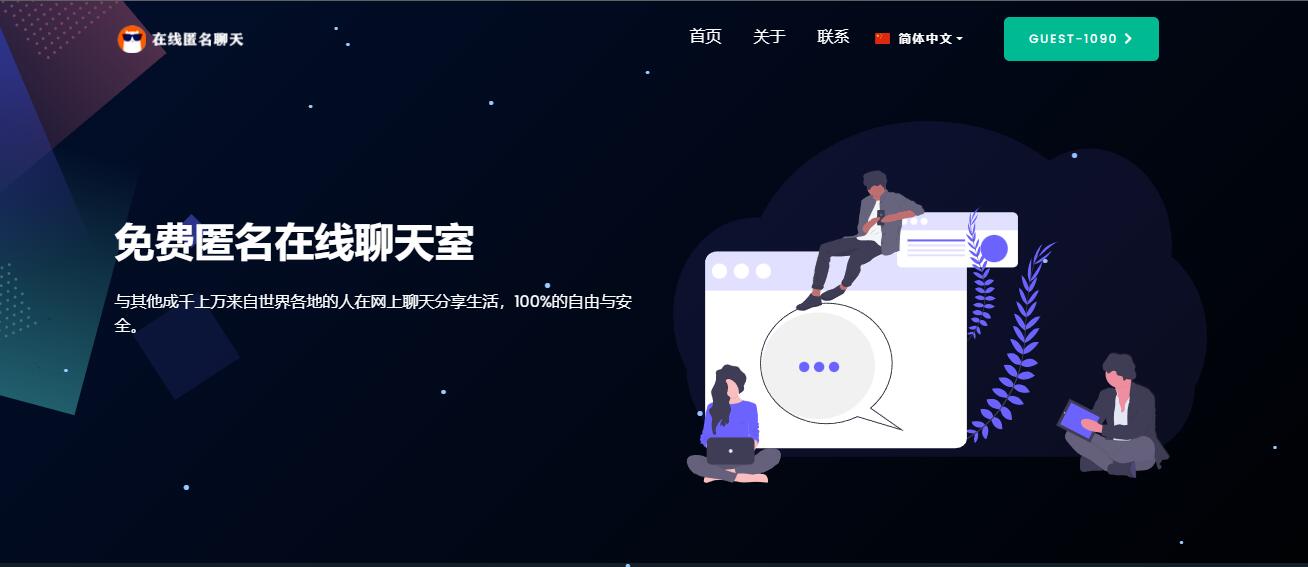 在线匿名聊天
首页
关于
联系
简体中文
GUEST-1090
免费匿名在线聊天室
与其他成千上万来自世界各地的人在网上聊天分享生活，100%的自由与安
全。